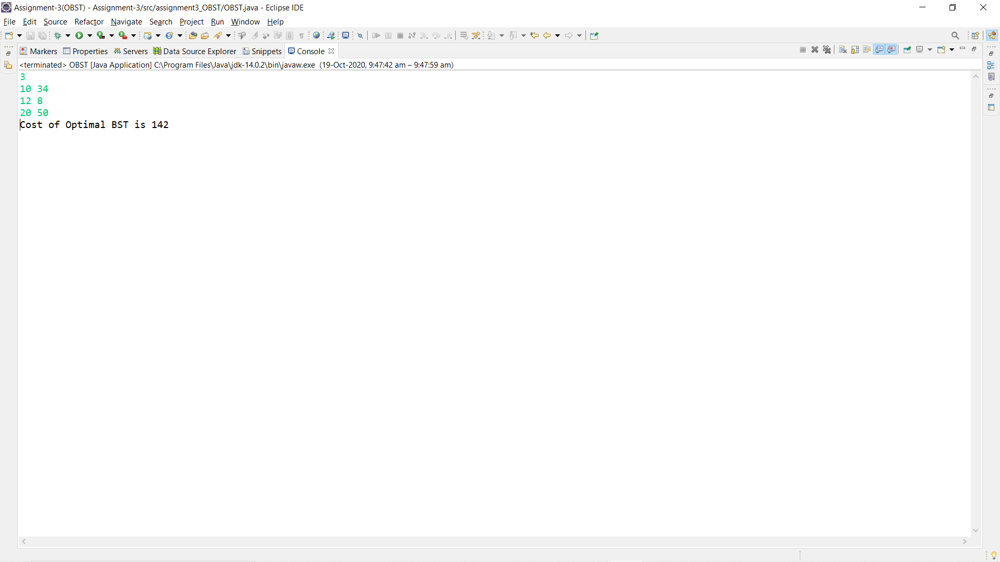 Assignment-3(OBST) - Assignment-3/src/assignment3_OBST/OBST.java - Eclipse IDE
File Edit Source Refactor Navigate Search Project Run Window Help
Markers Properties Servers Data Source Explorer Snippets Console
<terminated> OBST [Java Application] C:\Program Files\Java\jdk-14.0.2\bin\javaw.exe (19-Oct-2020, 9:47:42 am – 9:47:59 am)
3
10 34
12 8
20 50
Cost of Optimal BST is 142